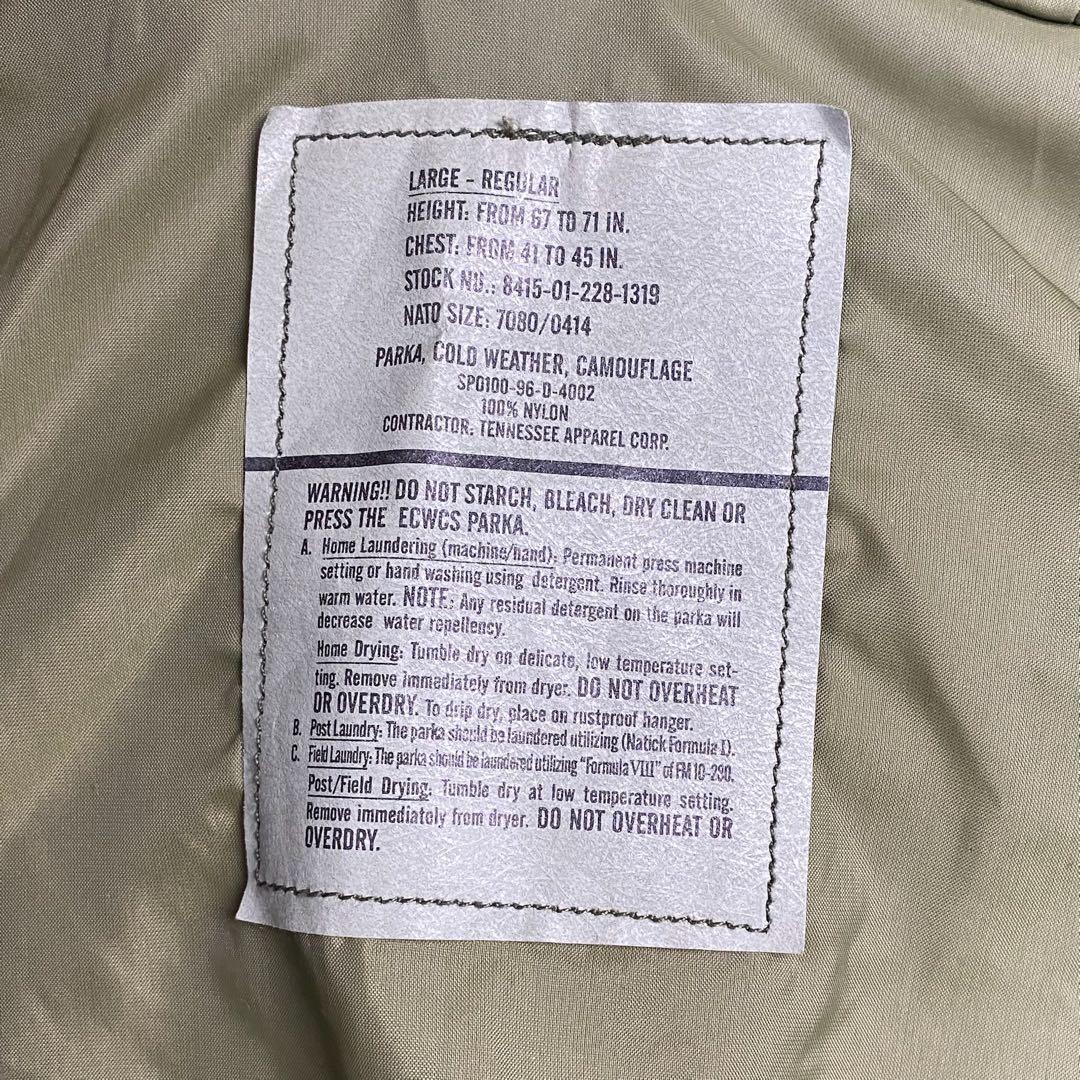 LARGE - REGULAR
HEIGHT: FROM 67 TO 71 IN.
CHEST: FROM 41 TO 45 IN.
STOCK NO.: 8415-01-228-1319
NATO SIZE: 7080/0414
PARKA, COLD WEATHER, CAMOUFLAGE
SPO100-96-D-4002
100% NYLON
CONTRACTOR: TENNESSEE APPAREL CORP.
WARNING!! DO NOT STARCH, BLEACH, DRY CLEAN OR
PRESS THE ECWCS PARKA.
A. Home Laundering (machine/hand): Permanent press machine
setting or hand washing using detergent. Rinse thoroughly in
warm water. NOTE: Any residual detergent on the parka will
decrease water repellency.
Home Drying: Tumble dry on delicate, low temperature set-
ting. Remove immediately from dryer. DO NOT OVERHEAT
OR OVERDRY. To drip dry, place on rustproof hanger.
B. Post Laundry: The parka should be laundered utilizing (Natick Formula I).
C. Field Laundry: The parka should be laundered utilizing "Formula VIII" of FM 10-280.
Post/Field Drying: Tumble dry at low temperature setting.
Remove immediately from dryer. DO NOT OVERHEAT OR
OVERDRY.